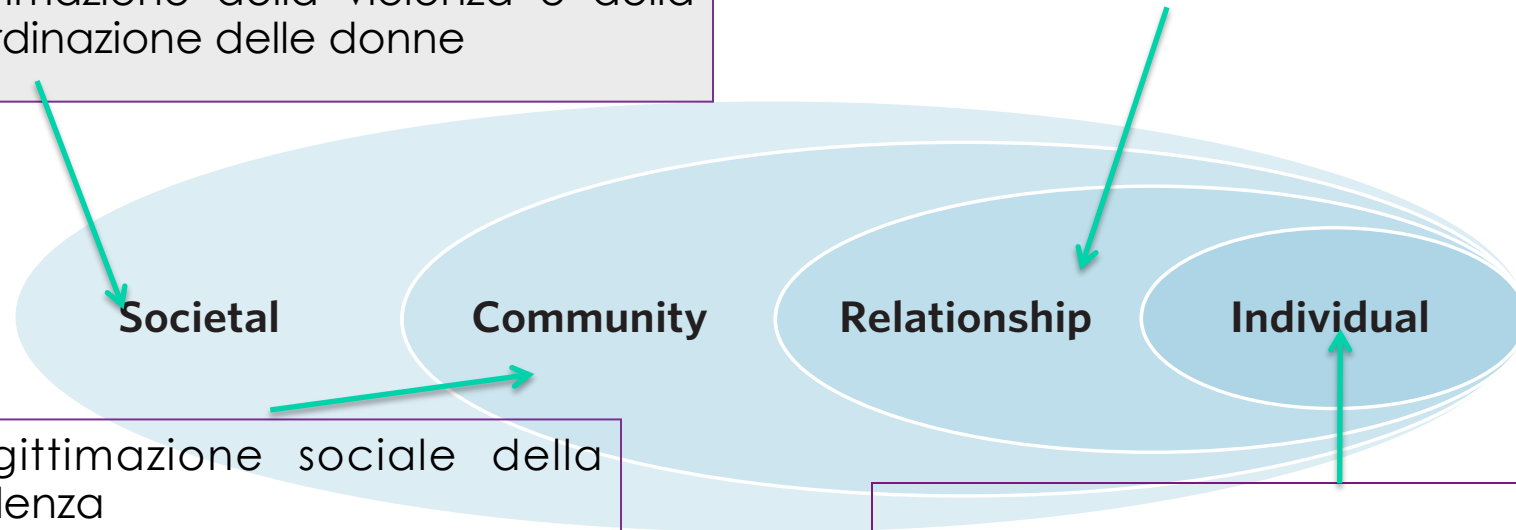 rdinazione delle donne
Societal
Community
Relationship
Individual
gittimazione sociale della
lenza